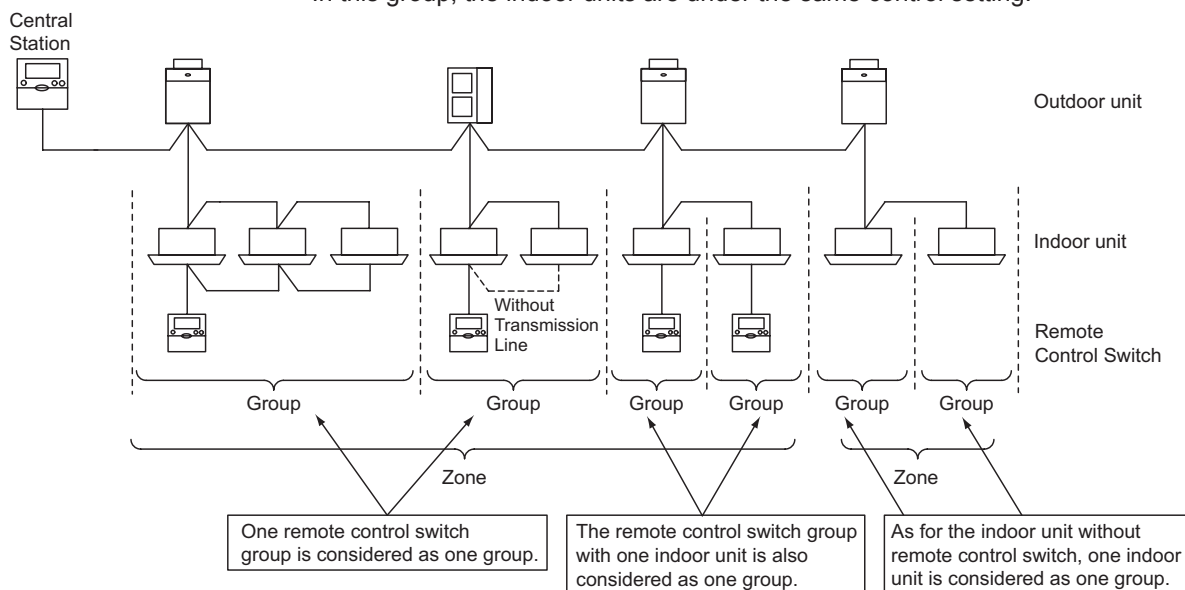 In this group, the indoor units are under the same control setting.
Central
Station
Outdoor unit
Indoor unit
Without
Transmission
Line
Remote
Control Switch
Group Group Group Group Group Group
Zone Zone
One remote control switch
group is considered as one group.
The remote control switch group
with one indoor unit is also
considered as one group.
As for the indoor unit without
remote control switch, one indoor
unit is considered as one group.